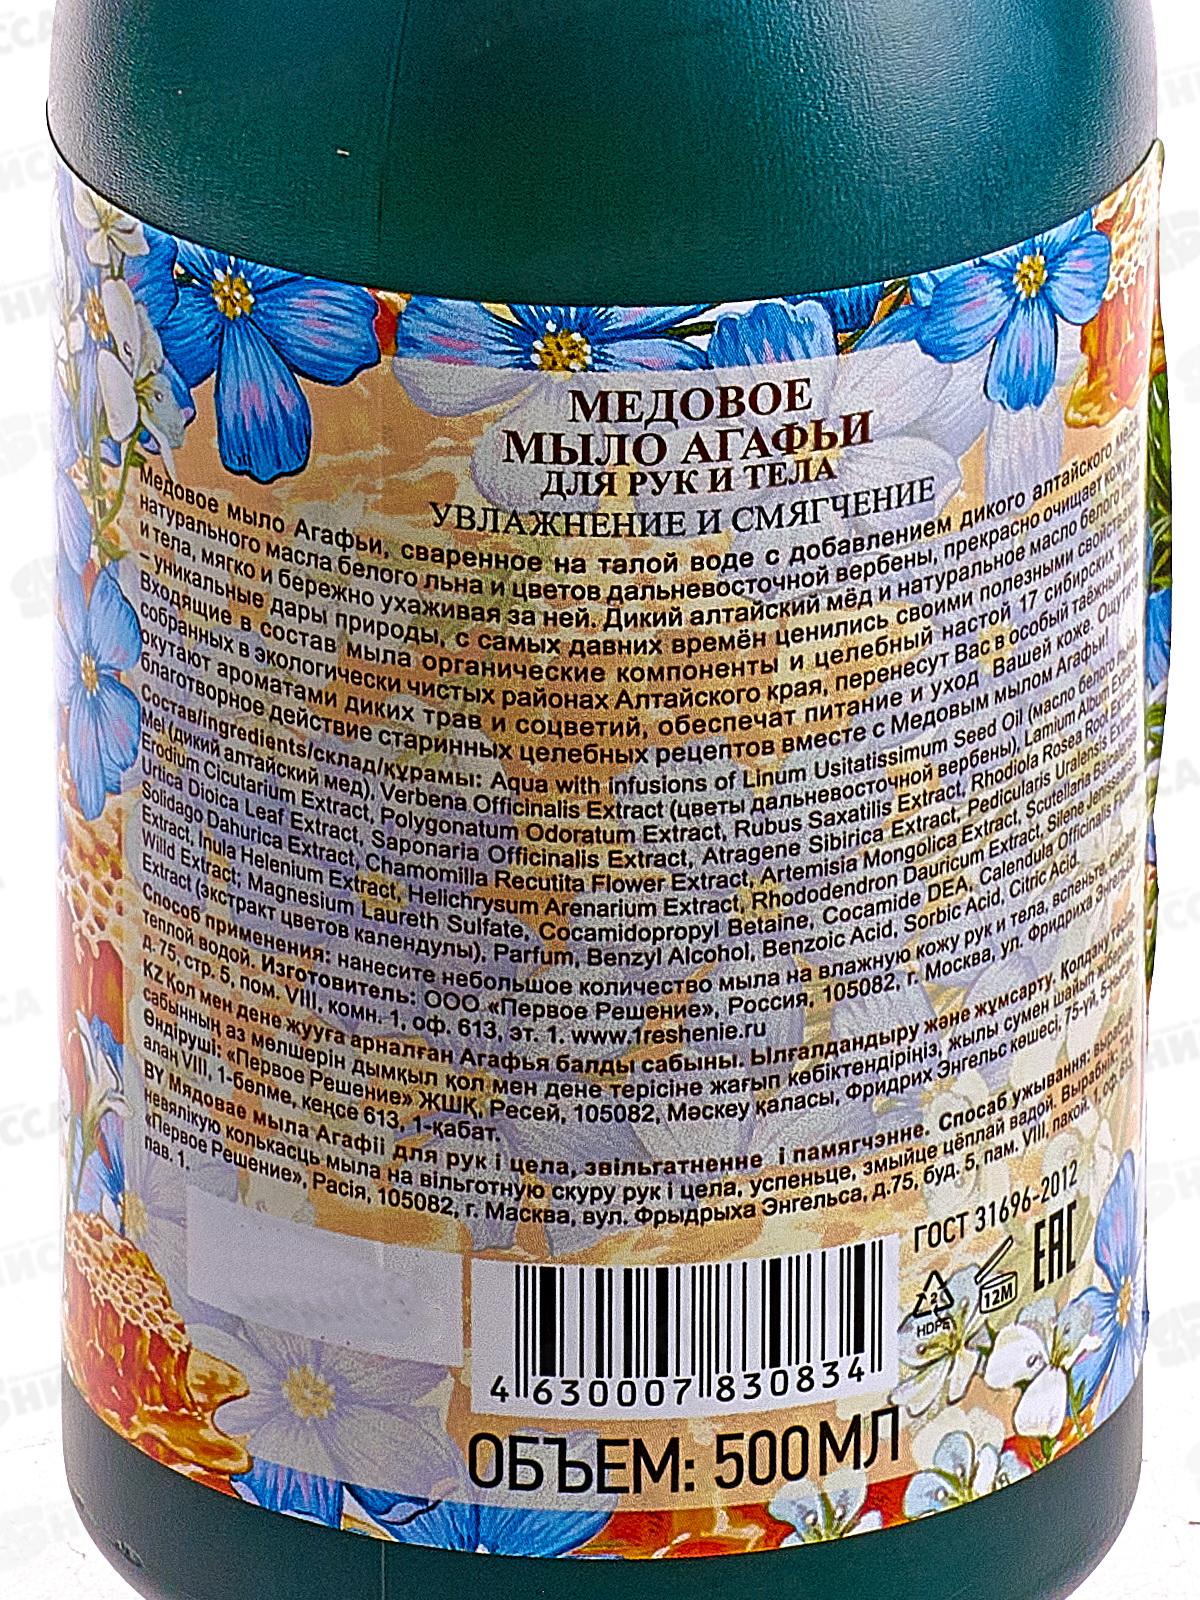 МЕДОВОЕ
МЫЛО АГАФЬИ
ДЛЯ РУК И ТЕЛА
УВЛАЖНЕНИЕ И СМЯГЧЕНИЕ
Медовое мыло Агафьи, сваренное на талой воде с добавлением дикого алтайского мёда,
натурального масла белого льна и цветов дальневосточной вербены, прекрасно очищает кожу рук
и тела, мягко и бережно ухаживая за ней. Дикий алтайский мёд и натуральное масло белого льна
– уникальные дары природы, с самых давних времён ценились своими полезными свойствами.
Входящие в состав мыла органические компоненты и целебный настой 17 сибирских трав,
собранных в экологически чистых районах Алтайского края, перенесут Вас в особый таёжный мир,
окутают ароматами диких трав и соцветий, обеспечат питание и уход Вашей коже. Ощутите
благотворное действие старинных целебных рецептов вместе с Медовым мылом Агафьи!
Состав/ingredients/склад/құрамы: Aqua with infusions of Linum Usitatissimum Seed Oil (масло белого льна),
Mel (дикий алтайский мед), Verbena Officinalis Extract (цветы дальневосточной вербены), Lamium Album Extract,
Erodium Cicutarium Extract, Polygonatum Odoratum Extract, Rubus Saxatilis Extract, Rhodiola Rosea Root Extract,
Urtica Dioica Leaf Extract, Saponaria Officinalis Extract, Atragene Sibirica Extract, Pedicularis Uralensis Extract,
Solidago Dahurica Extract, Chamomilla Recutita Flower Extract, Artemisia Mongolica Extract, Scutellaria Baicalensis
Extract, Inula Helenium Extract, Helichrysum Arenarium Extract, Rhododendron Dauricum Extract, Silene Jenisseensis
Willd Extract; Magnesium Laureth Sulfate, Cocamidopropyl Betaine, Cocamide DEA, Calendula Officinalis Flower
Extract (экстракт цветов календулы), Parfum, Benzyl Alcohol, Benzoic Acid, Sorbic Acid, Citric Acid.
Способ применения: нанесите небольшое количество мыла на влажную кожу рук и тела, вспеньте, смойте
теплой водой. Изготовитель: ООО «Первое Решение», Россия, 105082, г. Москва, ул. Фридриха Энгельса,
д. 75, стр. 5, пом. VIII, комн. 1, оф. 613, эт. 1. www.1reshenie.ru
KZ Қол мен дене жууға арналған Агафья балды сабыны. Ылғалдандыру және жұмсарту. Қолдану тәсілі:
сабынның аз мөлшерін дымқыл қол мен дене терісіне жағып көбіктендіріңіз, жылы сумен шайып жіберіңіз.
Өндіруші: «Первое Решение» ЖШҚ, Ресей, 105082, Мәскеу қаласы, Фридрих Энгельс көшесі, 75-үй, 5-құрылыс,
алан VIII, 1-бөлме, кеңсе 613, 1-қабат.
BY Мядовае мыла Агафіі для рук і цела, звільгатненне і памягчэнне. Спосаб ужывання:
невялікую колькасць мыла на вільготную скуру рук і цела, успеньце, змыйце цёплай вадой. Вырабнік: ТАА
«Первое Решение», Расія, 105082, г. Масква, вул. Фрыдрыха Энгельса, д.75, буд. 5, пам. VIII, пакой. 1, оф. 613,
пав. 1.
ГОСТ 31696-2012
EAC
12M
2
HDPE
4 630007 830834
ОБЪЕМ: 500МЛ